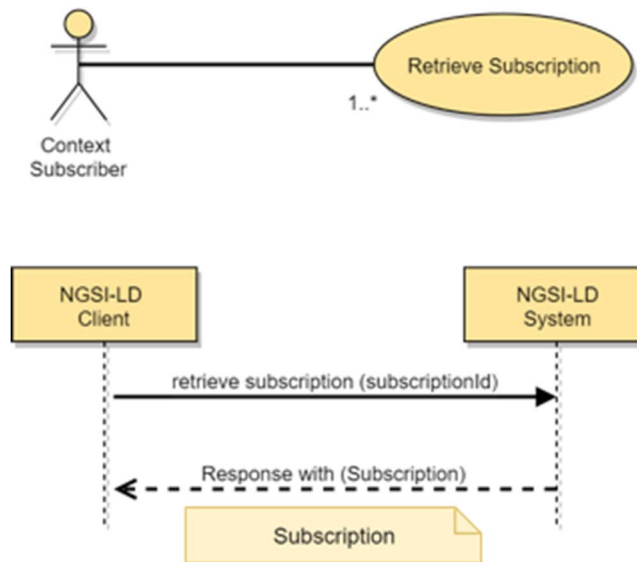 Retrieve Subscription
1..*
Context
Subscriber
NGSI-LD
Client
NGSI-LD
System
retrieve subscription (subscriptionId)
Response with (Subscription)
Subscription